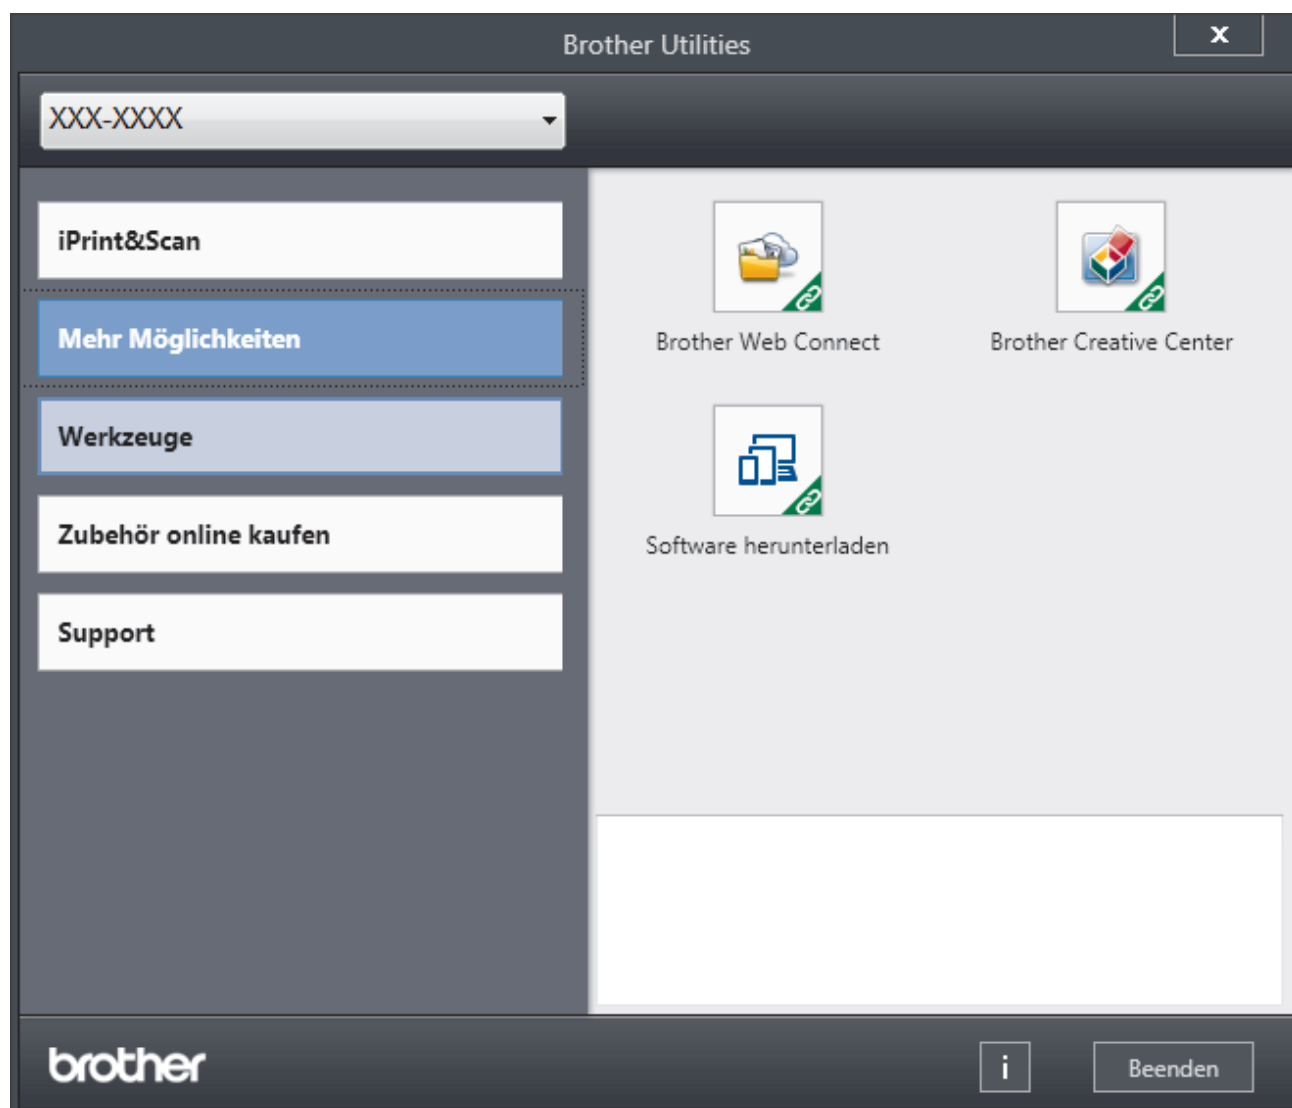 Brother Utilities
x
XXX-XXXX
iPrint&Scan
Mehr Möglichkeiten
Werkzeuge
Zubehör online kaufen
Support
Brother Web Connect
Brother Creative Center
Software herunterladen
brother
i
Beenden